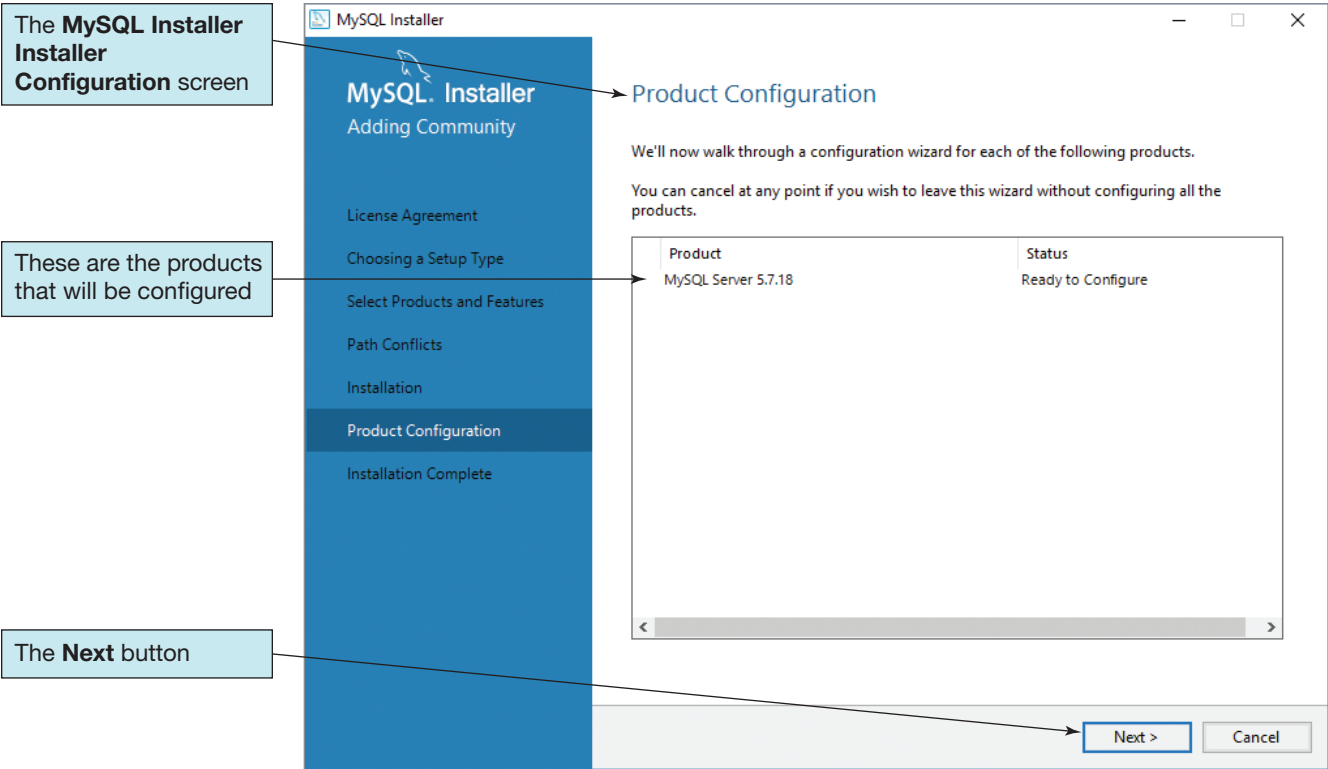 The MySQL Installer
Installer
Configuration screen
These are the products
that will be configured
The Next button
MySQL Installer
MySQL. Installer
Adding Community
License Agreement
Choosing a Setup Type
Select Products and Features
Path Conflicts
Installation
Product Configuration
Installation Complete
Product Configuration
We'll now walk through a configuration wizard for each of the following products.
You can cancel at any point if you wish to leave this wizard without configuring all the
products.
Product Status
MySQL Server 5.7.18 Ready to Configure
Next > Cancel